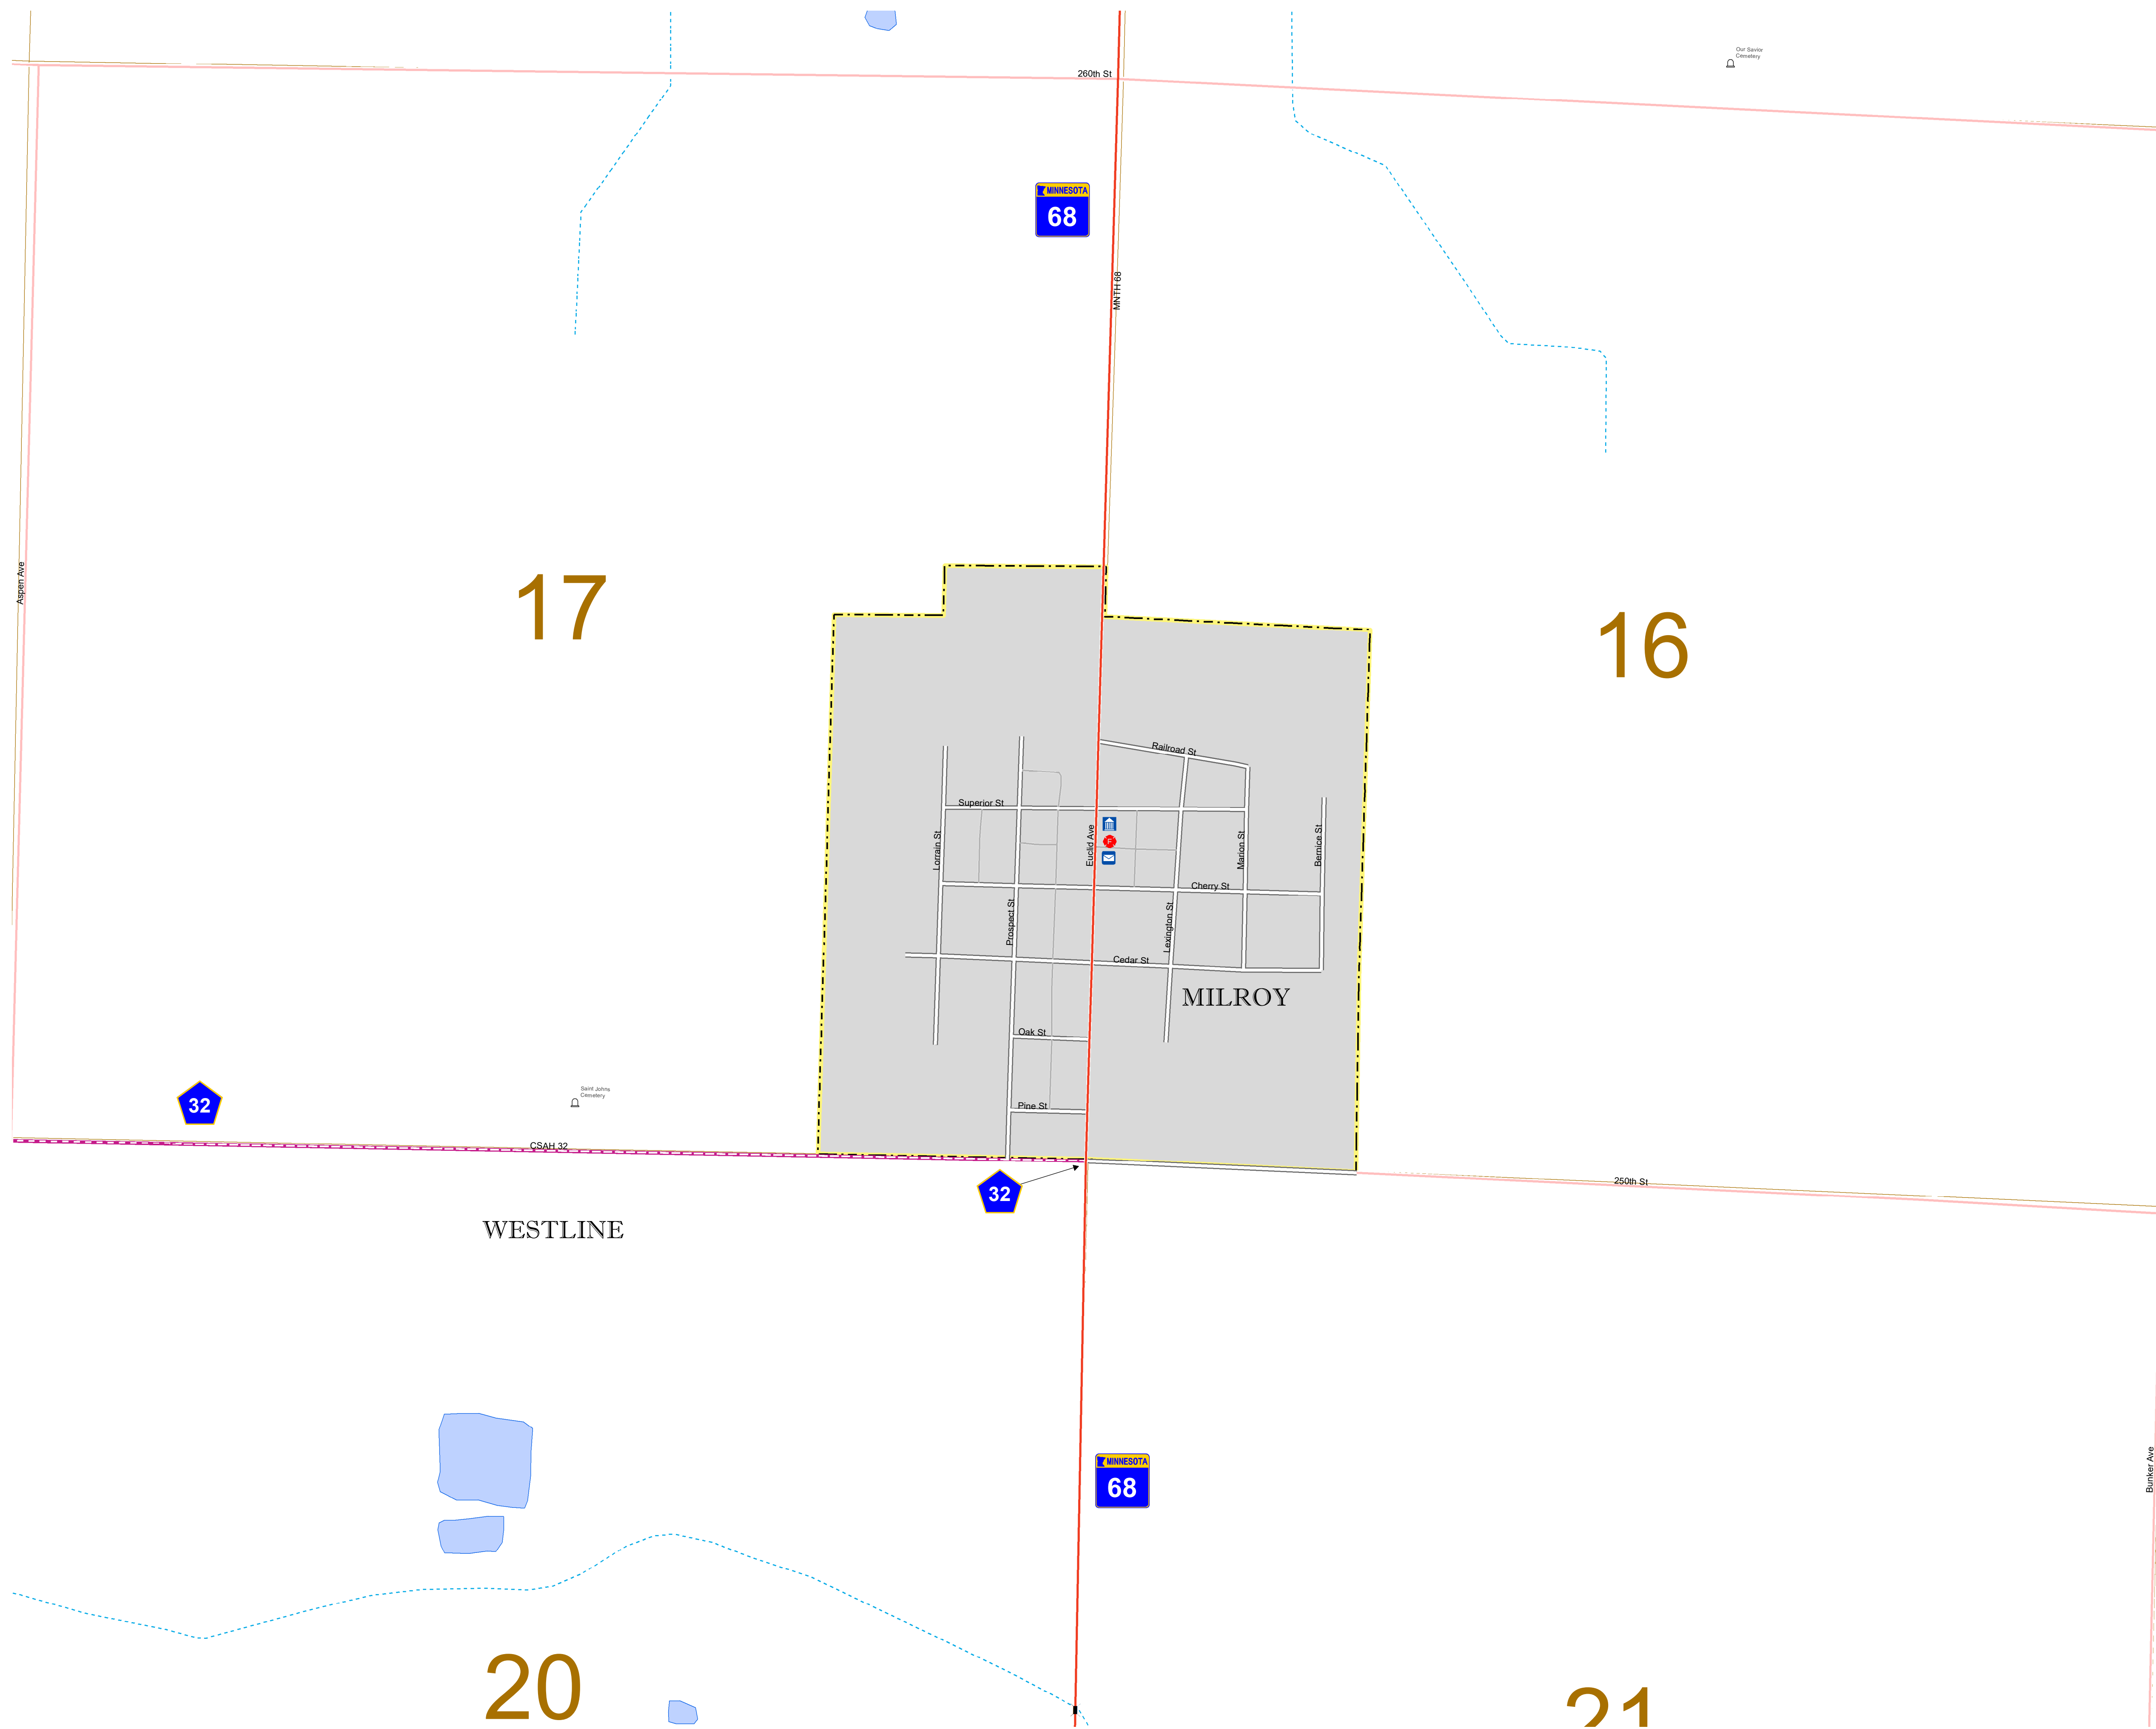 Our Savior
Cemetery
260th St
MINNESOTA
68
MNTH 68
Aspen Ave
17
16
Railroad St
Superior St
Lorrain St
Euclid Ave
F
Marion St
Bernice St
Cherry St
Prospect St
Lexington St
Cedar St
MILROY
Oak St
Saint Johns
Cemetery
32
Pine St
CSAH 32
32
250th St
WESTLINE
MINNESOTA
68
Bunker Ave
20
21